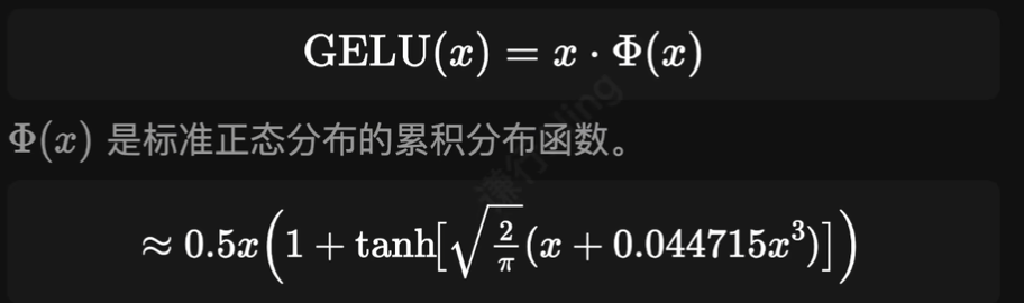 GELU(x) = x · Φ(x)
Φ(x) 是标准正态分布的累积分布函数。
≈ 0.5x(1 + tanh[√(2/π)(x + 0.044715x³)])